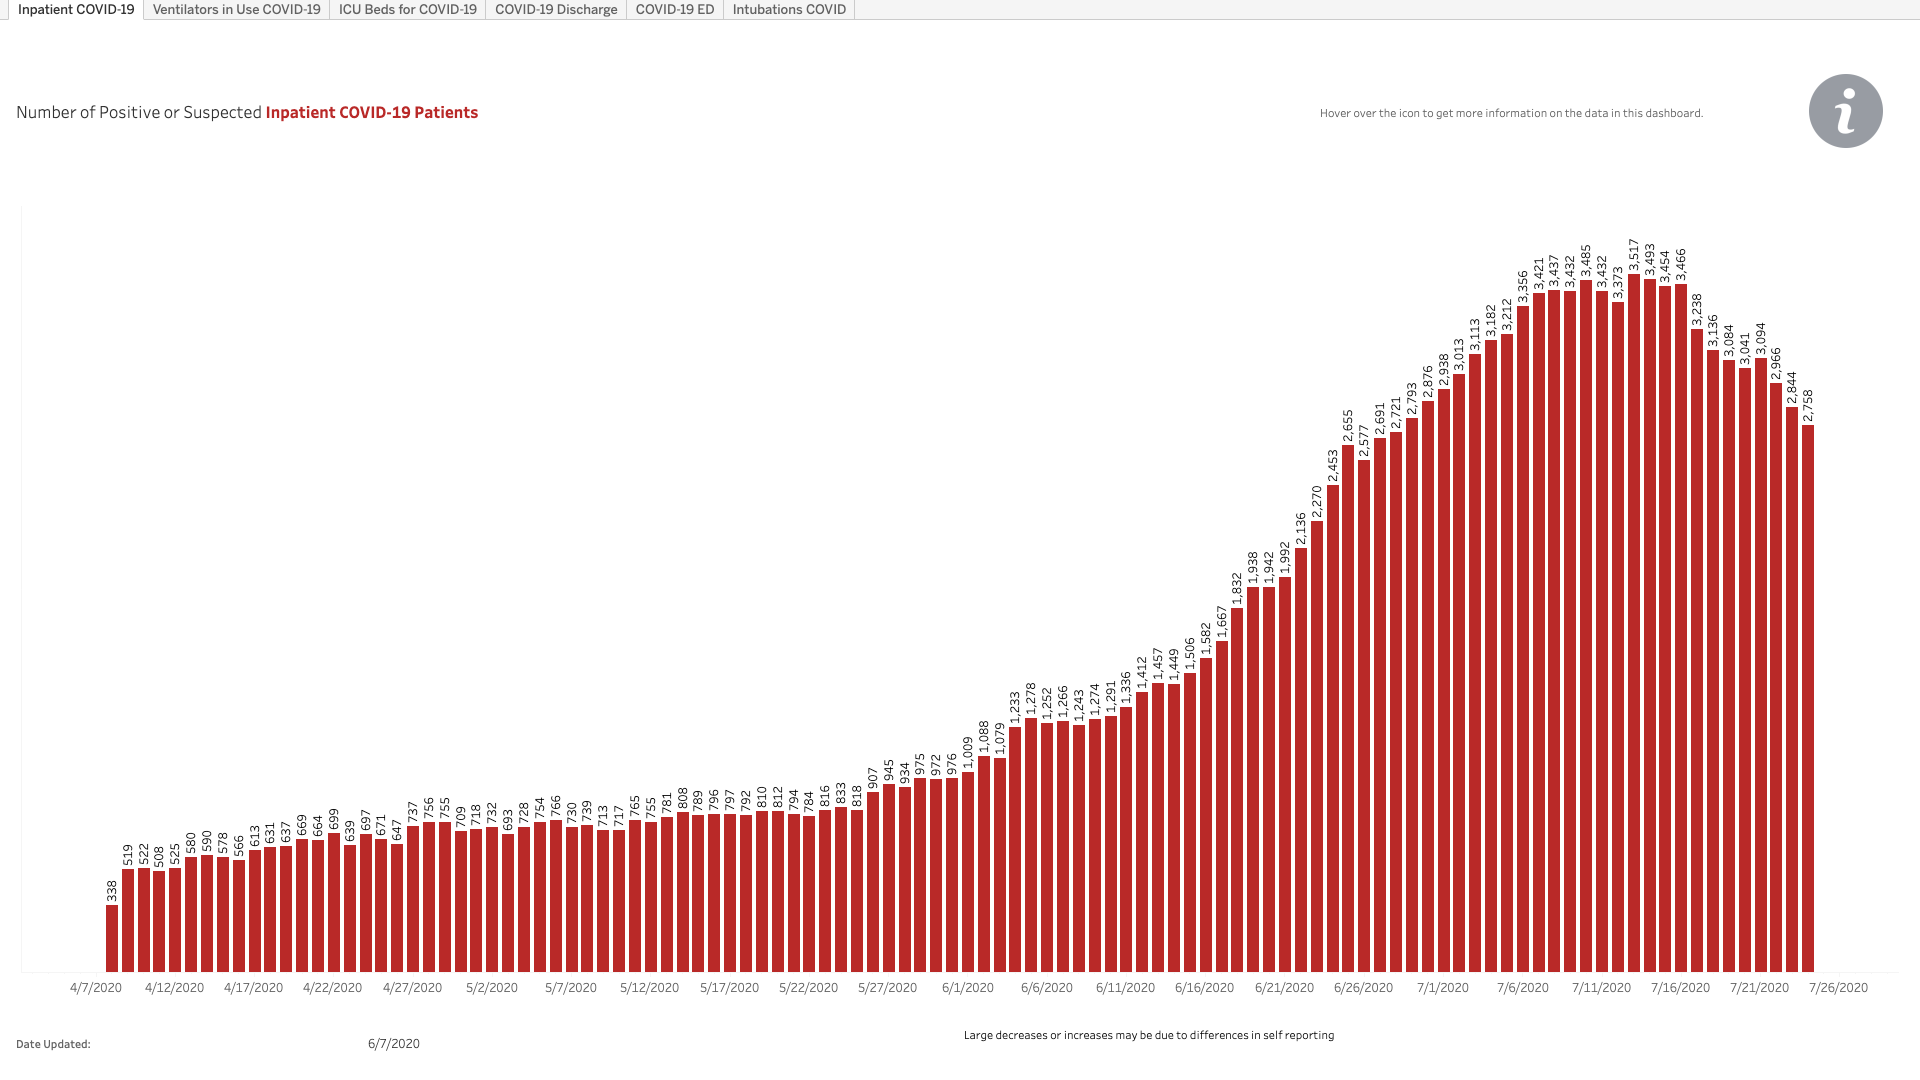 Inpatient COVID-19 Ventilators in Use COVID-19 ICU Beds for COVID-19 COVID-19 Discharge COVID-19 ED Intubations COVID
Number of Positive or Suspected Inpatient COVID-19 Patients
Hover over the icon to get more information on the data in this dashboard.
i
338 519 522 508 525 580 590 578 566 613 631 637 669 664 699 639 697 671 647 737 756 755 709 718 732 693 728 754 766 730 739 713 717 765 755 781 808 789 796 797 792 810 812 794 784 816 833 818 907 945 934 975 972 976 1,009 1,088 1,079 1,233 1,278 1,252 1,266 1,243 1,274 1,291 1,336 1,412 1,457 1,449 1,506 1,582 1,667 1,832 1,938 1,942 1,992 2,136 2,270 2,453 2,655 2,577 2,691 2,721 2,793 2,876 2,938 3,013 3,113 3,182 3,212 3,356 3,421 3,437 3,432 3,485 3,432 3,373 3,517 3,493 3,454 3,466 3,238 3,136 3,084 3,041 3,094 2,966 2,844 2,758
4/7/2020 4/12/2020 4/17/2020 4/22/2020 4/27/2020 5/2/2020 5/7/2020 5/12/2020 5/17/2020 5/22/2020 5/27/2020 6/1/2020 6/6/2020 6/11/2020 6/16/2020 6/21/2020 6/26/2020 7/1/2020 7/6/2020 7/11/2020 7/16/2020 7/21/2020 7/26/2020
Large decreases or increases may be due to differences in self reporting
Date Updated: 6/7/2020